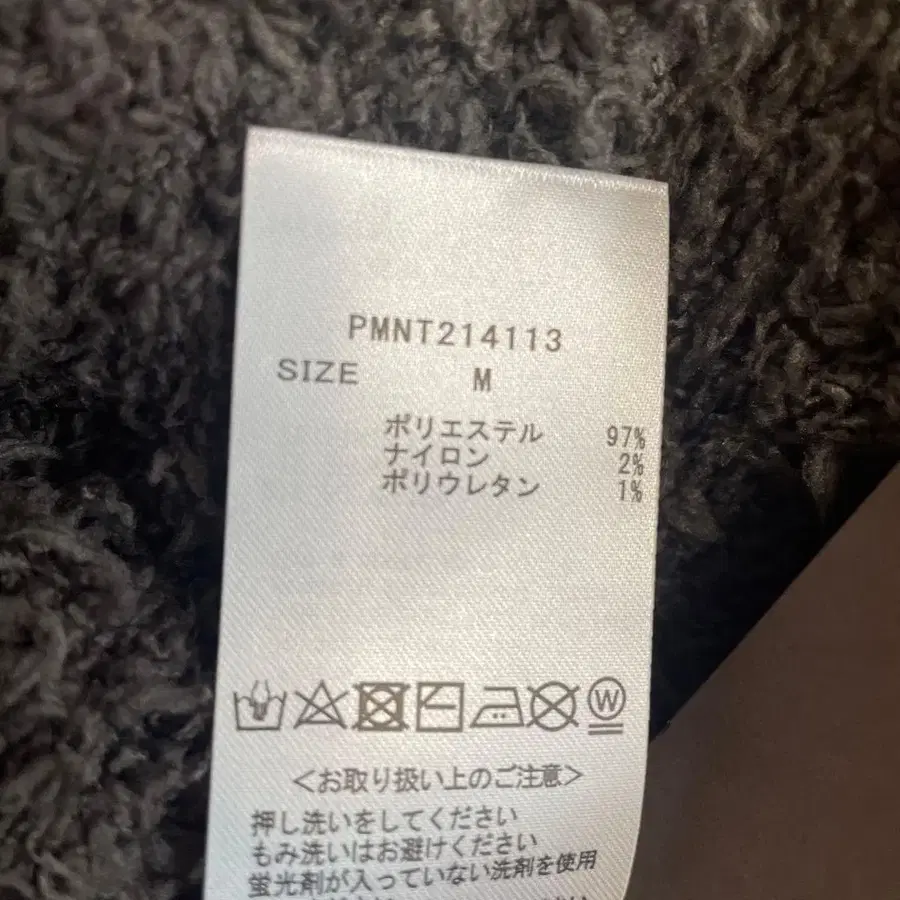 PMNT214113
SIZE M
ポリエステル 97%
ナイロン 2%
ポリウレタン 1%
W
<お取り扱い上のご注意>
押し洗いをしてください
もみ洗いはお避けください
蛍光剤が入っていない洗剤を使用